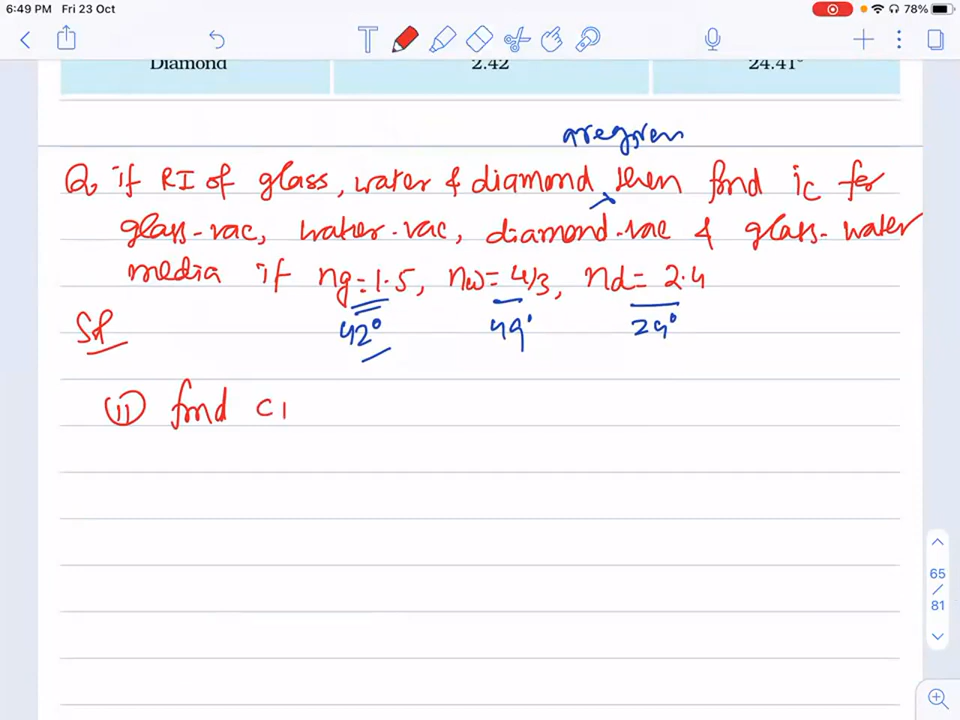 6:49 PM Fri 23 Oct
78%
T
Diamond 2.42 24.41°
are given
Q. if RI of glass, water & diamond then find ic for
glass-vac, water-vac, diamond-vac & glass-water
media if ng=1.5, nw=4/3, nd=2.4
42° 49° 24°
(ii) find
65
/
81